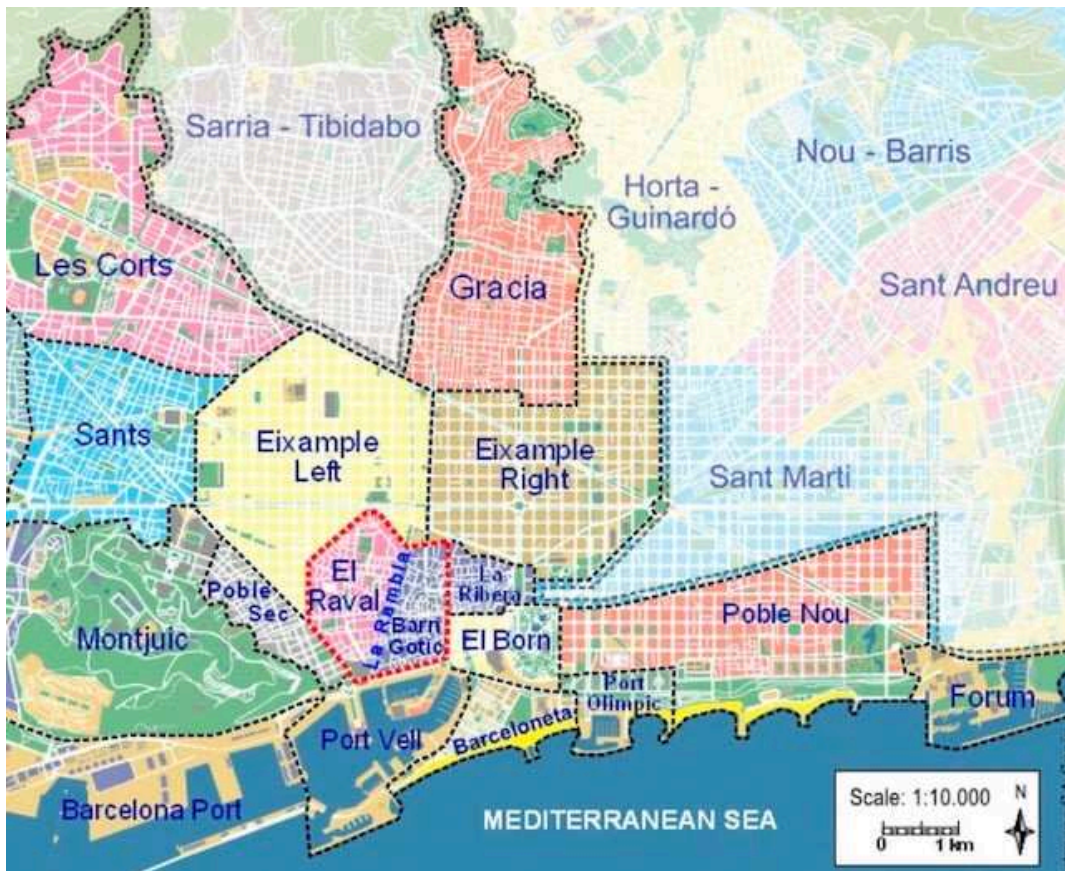 Sarria - Tibidabo
Nou - Barris
Horta -
Guinardó
Les Corts
Gracia
Sant Andreu
Sants
Eixample
Left
Eixample
Right
Sant Marti
El
Raval
La Rambla
Barri
Gotic
La
Ribera
Poble
Sec
Montjuic
El Born
Poble Nou
Port
Olimpic
Forum
Port Vell
Barceloneta
Barcelona Port
MEDITERRANEAN SEA
Scale: 1:10.000
N
0 1 km